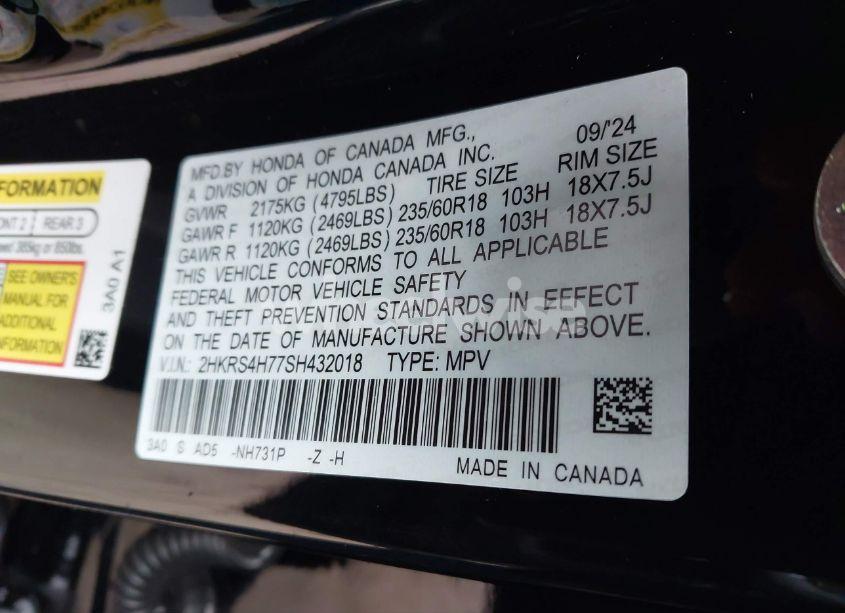 FORMATION
ONT 2 REAR 3
385kg or 850lbs.
SEE OWNER'S
MANUAL FOR
ADDITIONAL
INFORMATION
3A0 A1
MFD.BY HONDA OF CANADA MFG., 09/'24
A DIVISION OF HONDA CANADA INC.
GVWR 2175KG (4795LBS) TIRE SIZE RIM SIZE
GAWR F 1120KG (2469LBS) 235/60R18 103H 18X7.5J
GAWR R 1120KG (2469LBS) 235/60R18 103H 18X7.5J
THIS VEHICLE CONFORMS TO ALL APPLICABLE
FEDERAL MOTOR VEHICLE SAFETY
AND THEFT PREVENTION STANDARDS IN EFFECT
ON THE DATE OF MANUFACTURE SHOWN ABOVE.
V.I.N.: 2HKRS4H77SH432018 TYPE: MPV
3A0 S AD5 -NH731P -Z -H
MADE IN CANADA